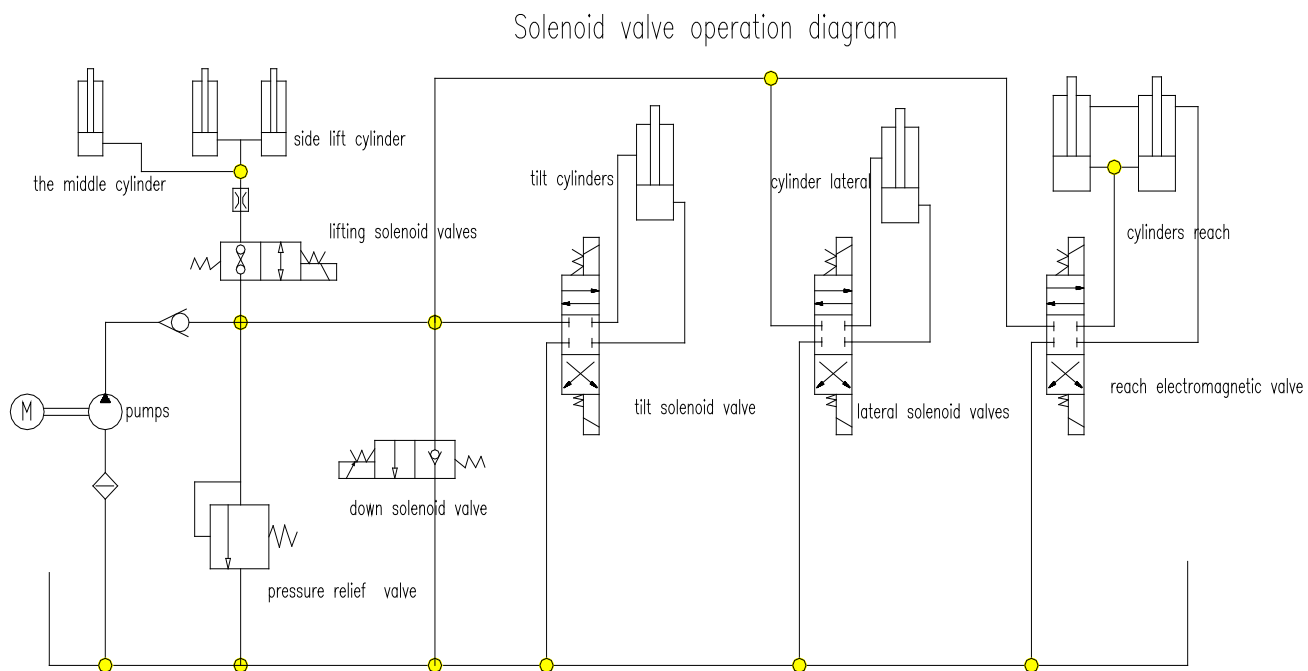 Solenoid valve operation diagram
side lift cylinder
the middle cylinder
tilt cylinders
cylinder lateral
cylinders reach
lifting solenoid valves
M
pumps
tilt solenoid valve
lateral solenoid valves
reach electromagnetic valve
down solenoid valve
pressure relief valve